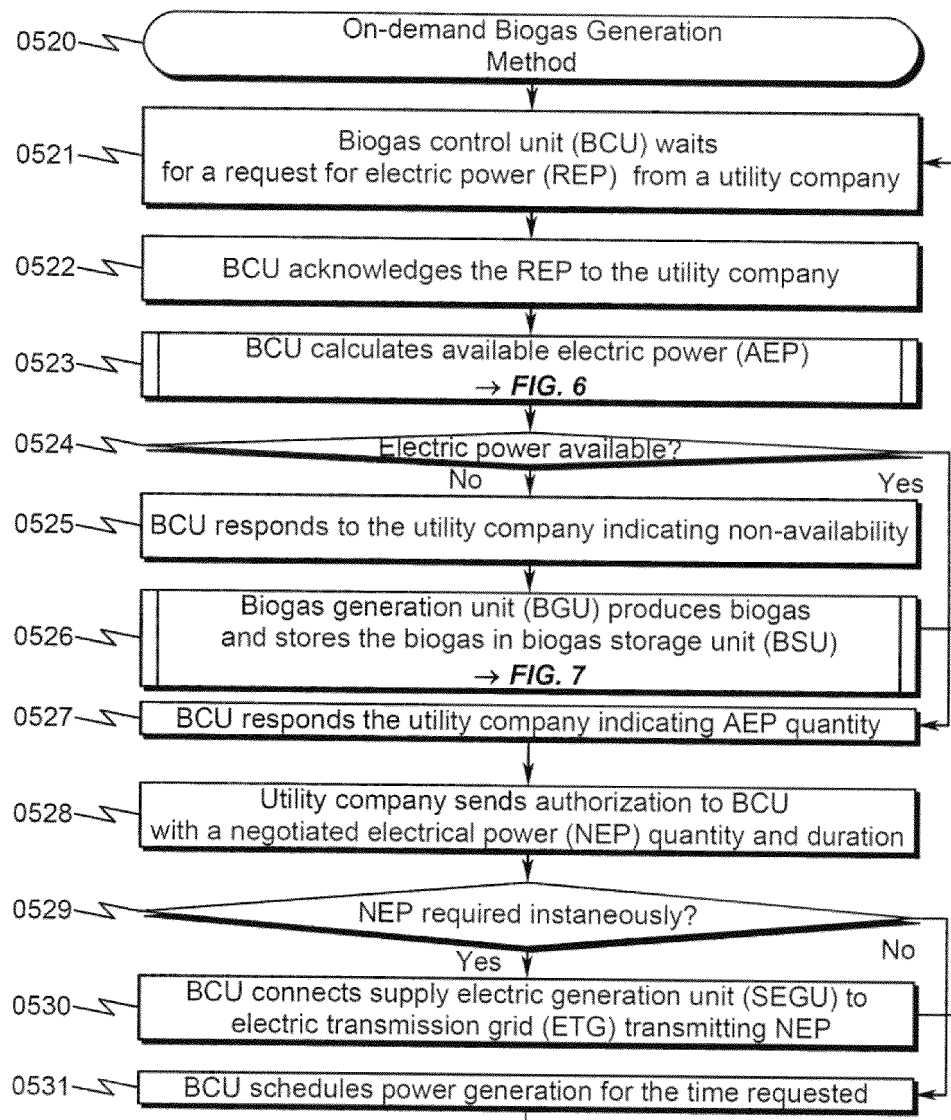 0520
On-demand Biogas Generation
Method
0521
Biogas control unit (BCU) waits
for a request for electric power (REP) from a utility company
0522
BCU acknowledges the REP to the utility company
0523
BCU calculates available electric power (AEP)
→ FIG. 6
0524
Electric power available?
No
Yes
0525
BCU responds to the utility company indicating non-availability
0526
Biogas generation unit (BGU) produces biogas
and stores the biogas in biogas storage unit (BSU)
→ FIG. 7
0527
BCU responds the utility company indicating AEP quantity
0528
Utility company sends authorization to BCU
with a negotiated electrical power (NEP) quantity and duration
0529
NEP required instaneously?
Yes
No
0530
BCU connects supply electric generation unit (SEGU) to
electric transmission grid (ETG) transmitting NEP
0531
BCU schedules power generation for the time requested